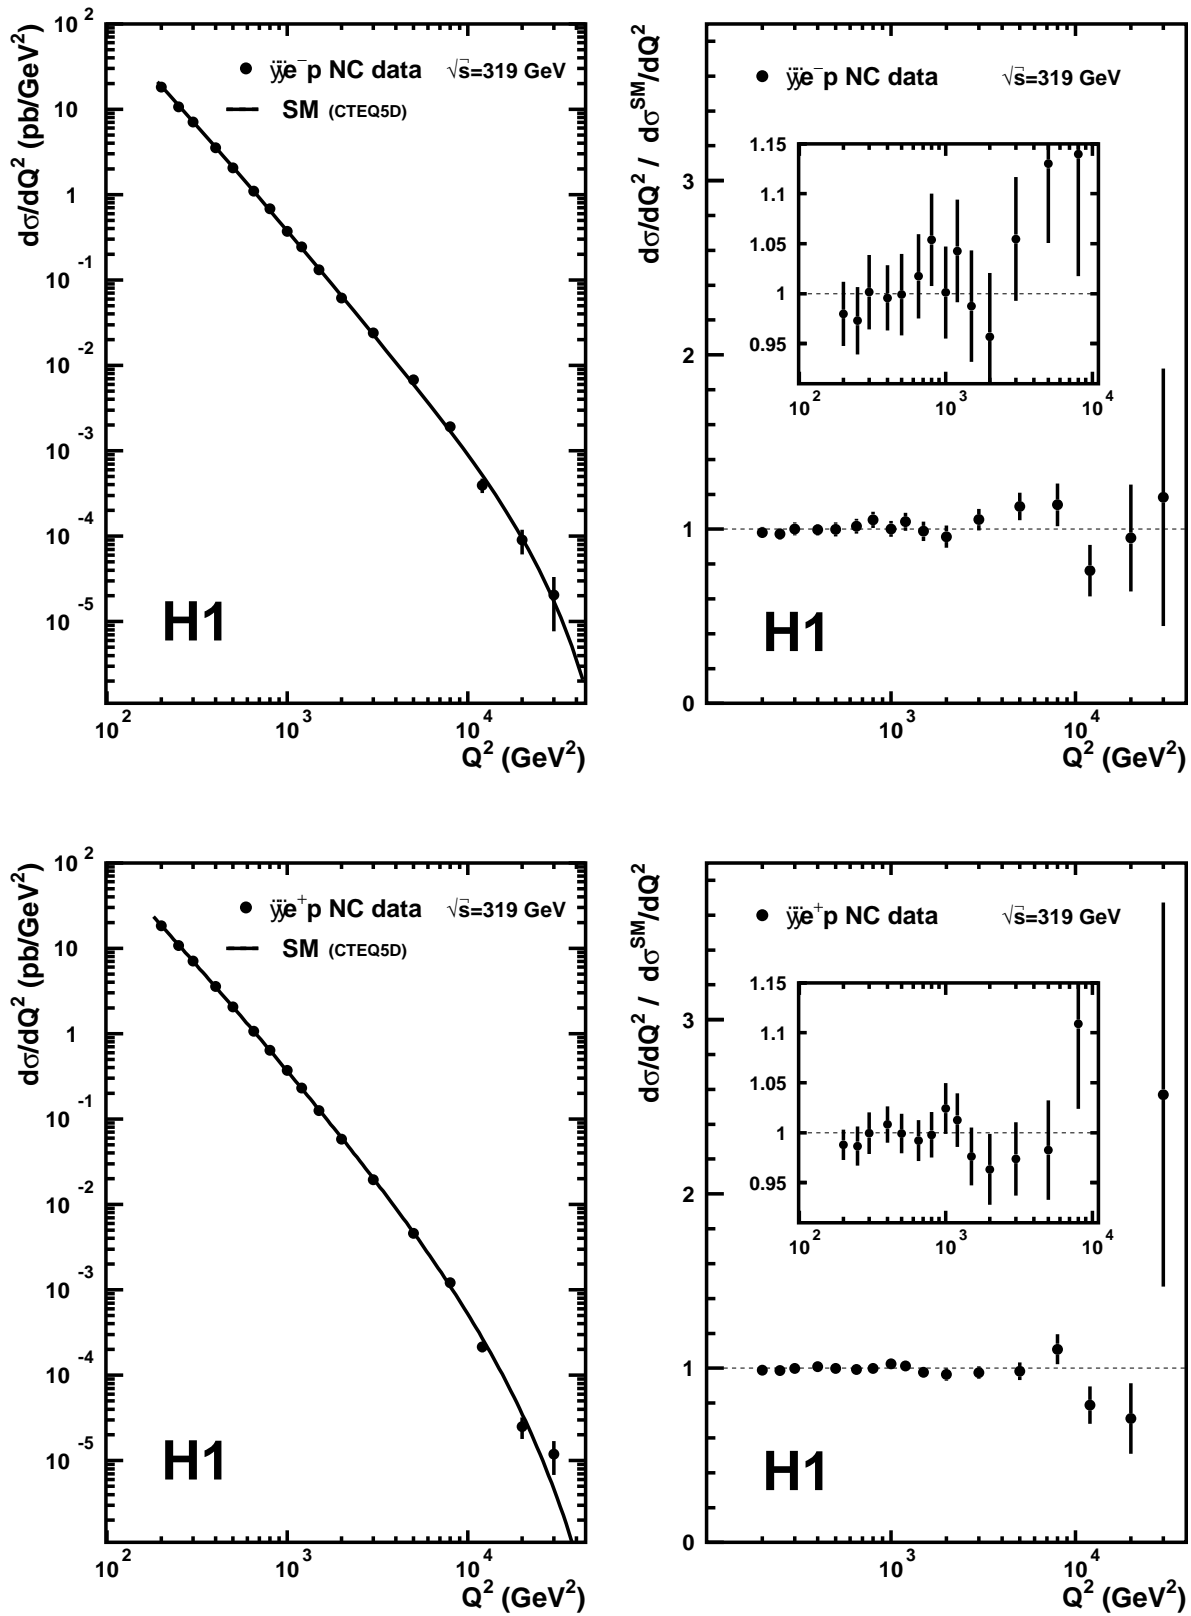 dσ/dQ² (pb/GeV²)
10²
10
1
10⁻¹
10⁻²
10⁻³
10⁻⁴
10⁻⁵
ÿÿe⁻p NC data √s=319 GeV
SM (CTEQ5D)
H1
10² 10³ 10⁴
Q² (GeV²)
dσ/dQ² / dσ^SM/dQ²
3
2
1
0
ÿÿe⁻p NC data √s=319 GeV
1.15
1.1
1.05
1
0.95
10² 10³ 10⁴
H1
10³ 10⁴
Q² (GeV²)
dσ/dQ² (pb/GeV²)
10²
10
1
10⁻¹
10⁻²
10⁻³
10⁻⁴
10⁻⁵
ÿÿe⁺p NC data √s=319 GeV
SM (CTEQ5D)
H1
10² 10³ 10⁴
Q² (GeV²)
dσ/dQ² / dσ^SM/dQ²
3
2
1
0
ÿÿe⁺p NC data √s=319 GeV
1.15
1.1
1.05
1
0.95
10² 10³ 10⁴
H1
10³ 10⁴
Q² (GeV²)